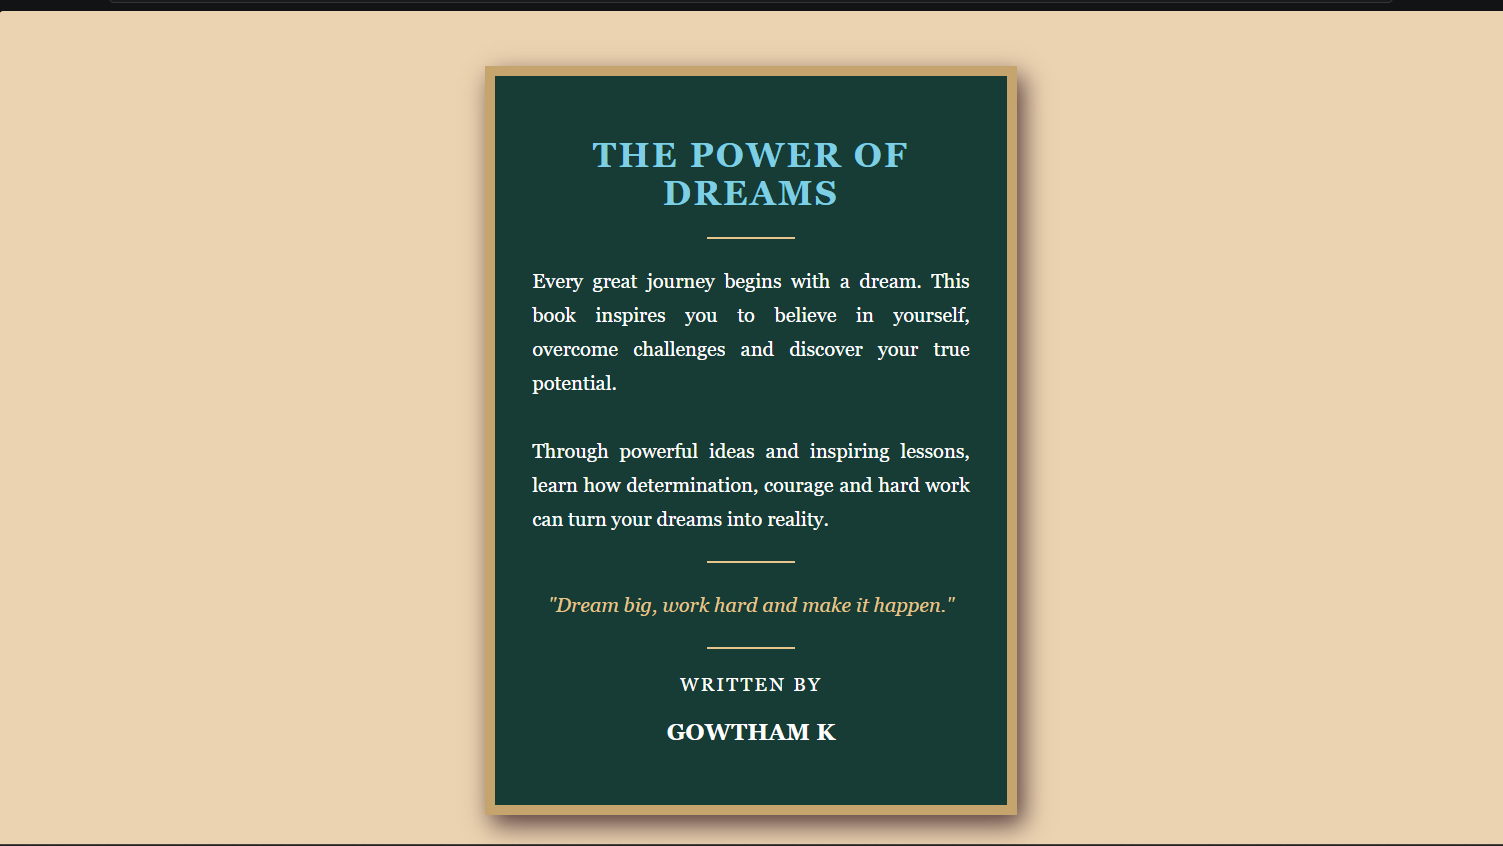 THE POWER OF
DREAMS
Every great journey begins with a dream. This
book inspires you to believe in yourself,
overcome challenges and discover your true
potential.
Through powerful ideas and inspiring lessons,
learn how determination, courage and hard work
can turn your dreams into reality.
"Dream big, work hard and make it happen."
WRITTEN BY
GOWTHAM K